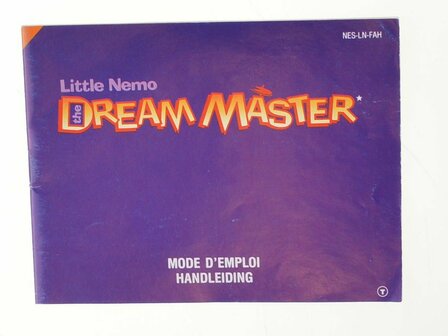 NES-LN-FAH
Little Nemo
the DREAM MASTER*
MODE D'EMPLOI
HANDLEIDING
T